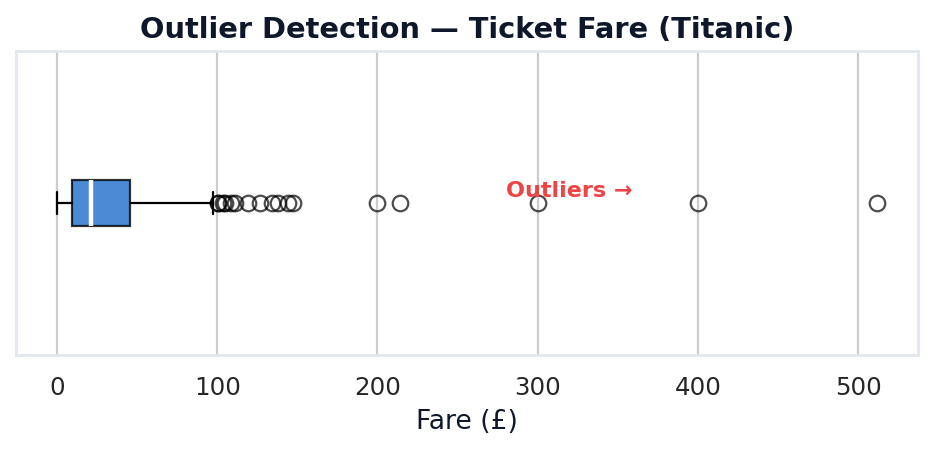 Outlier Detection — Ticket Fare (Titanic)
Outliers →
0 100 200 300 400 500
Fare (£)